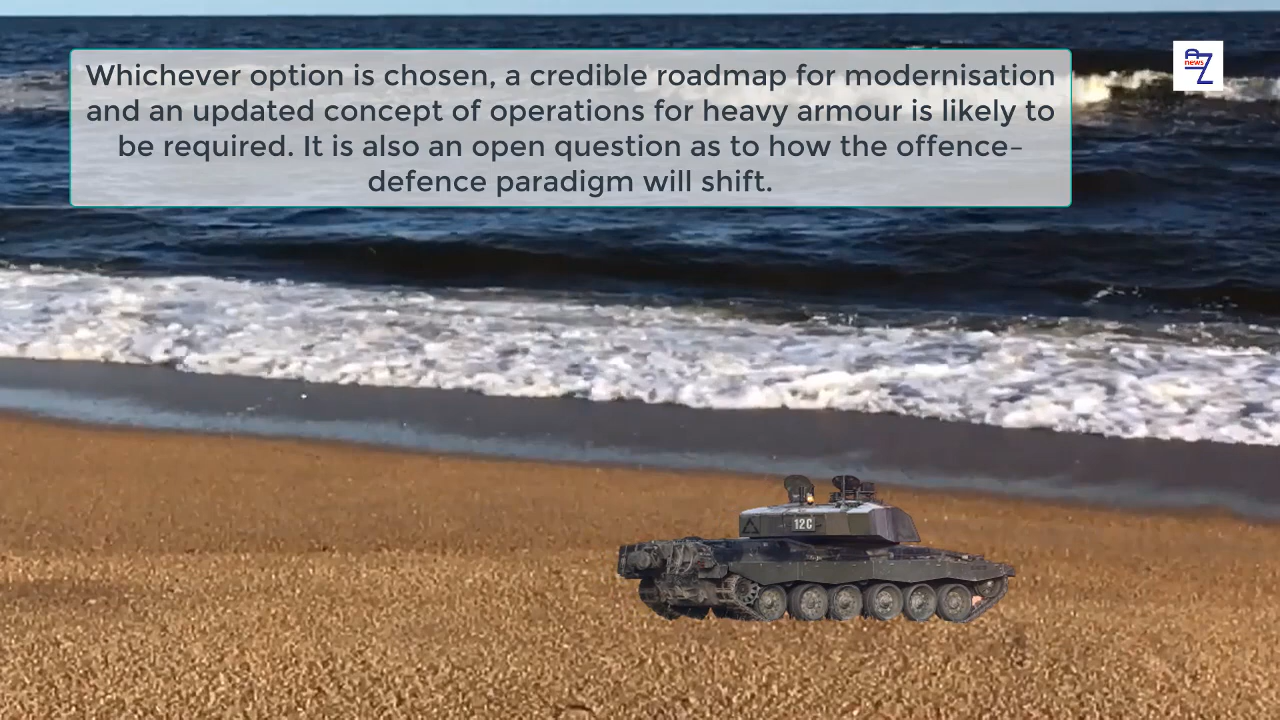 Whichever option is chosen, a credible roadmap for modernisation
and an updated concept of operations for heavy armour is likely to
be required. It is also an open question as to how the offence–
defence paradigm will shift.
A
news
Z
12C